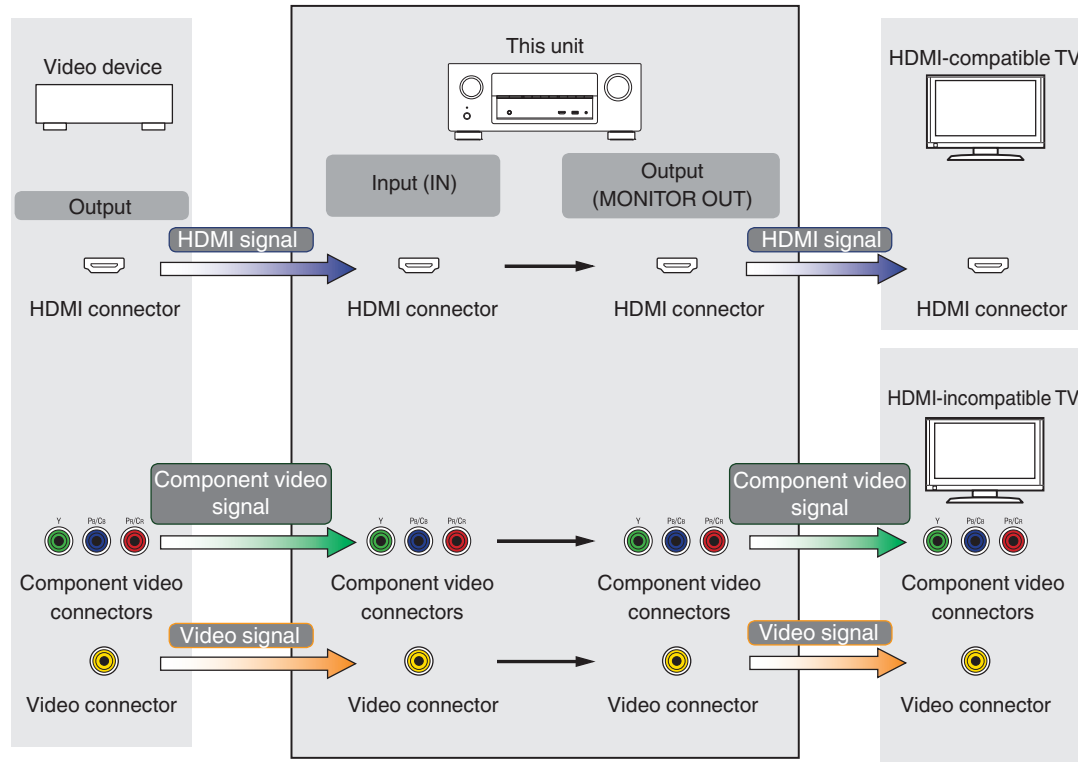 Video device
This unit
HDMI-compatible TV
Output
Input (IN)
Output
(MONITOR OUT)
HDMI signal
HDMI signal
HDMI connector
HDMI connector
HDMI connector
HDMI connector
HDMI-incompatible TV
Component video
signal
Component video
signal
Y PB/CB PR/CR
Y PB/CB PR/CR
Y PB/CB PR/CR
Y PB/CB PR/CR
Component video
connectors
Component video
connectors
Component video
connectors
Component video
connectors
Video signal
Video signal
Video connector
Video connector
Video connector
Video connector